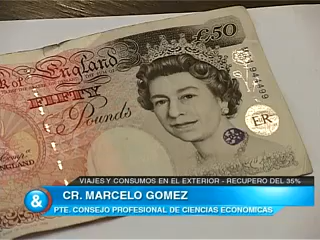 £50
R OF England
FIFTY
Pounds
E R
&
VIAJES Y CONSUMOS EN EL EXTERIOR - RECUPERO DEL 35%
CR. MARCELO GOMEZ
PTE. CONSEJO PROFESIONAL DE CIENCIAS ECONOMICAS